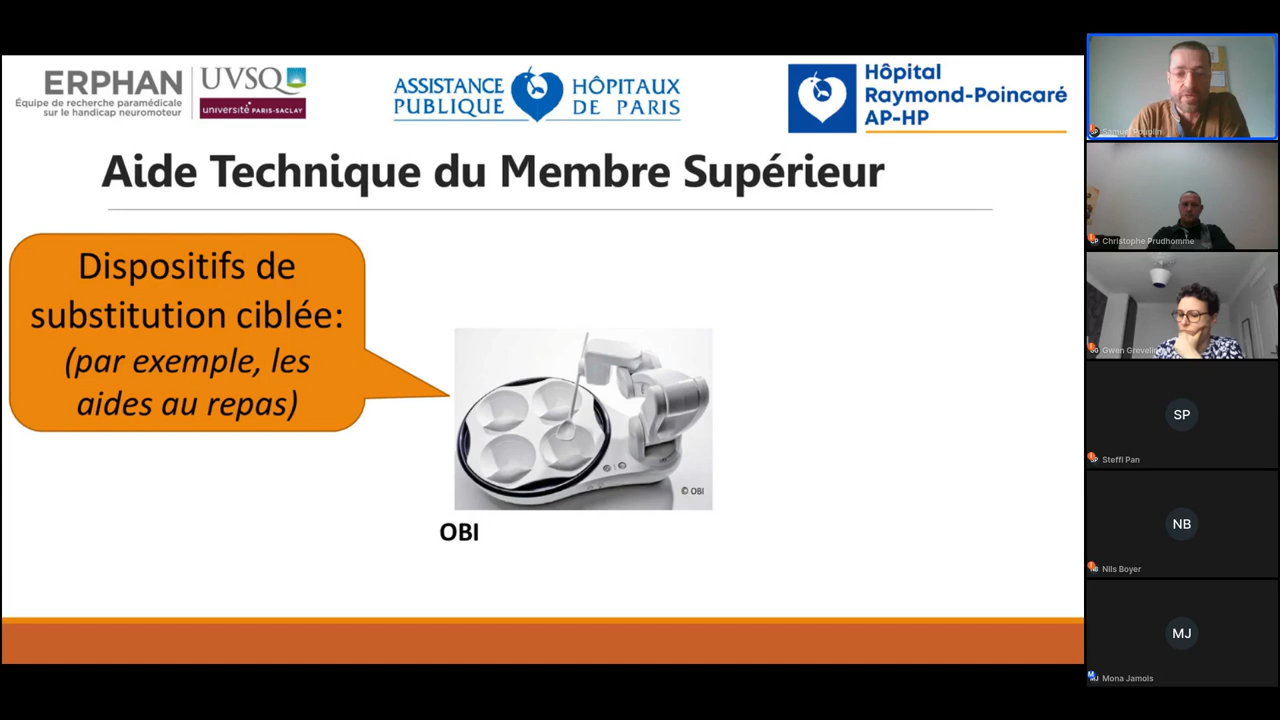 ERPHAN
Équipe de recherche paramédicale
sur le handicap neuromoteur
UVSQ
université PARIS-SACLAY
ASSISTANCE
PUBLIQUE
HÔPITAUX
DE PARIS
Hôpital
Raymond-Poincaré
AP-HP
Aide Technique du Membre Supérieur
Dispositifs de
substitution ciblée:
(par exemple, les
aides au repas)
© OBI
OBI
Samuel Pouplin
Christophe Prudhomme
SP
Steffi Pan
NB
Nils Boyer
MJ
Mona Jamois